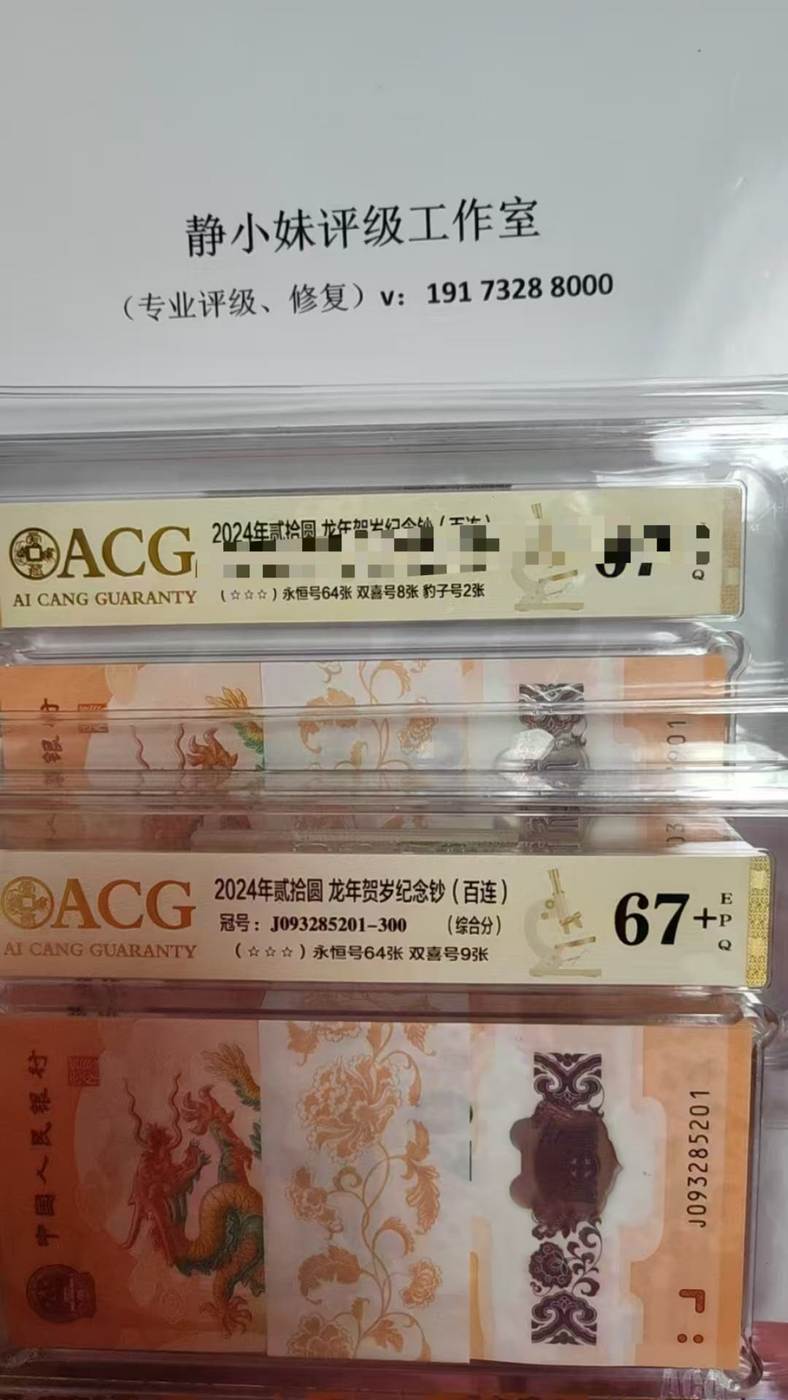 静小妹评级工作室
（专业评级、修复）v：191 7328 8000
ACG
AI CANG GUARANTY
2024年贰拾圆 龙年贺岁纪念钞（百连）
（☆☆☆）永恒号64张 双喜号8张 豹子号2张
Q
ACG
AI CANG GUARANTY
2024年贰拾圆 龙年贺岁纪念钞（百连）
冠号：J093285201-300 （综合分）
（☆☆☆）永恒号64张 双喜号9张
67+
EPQ
中国人民银行
J093285201